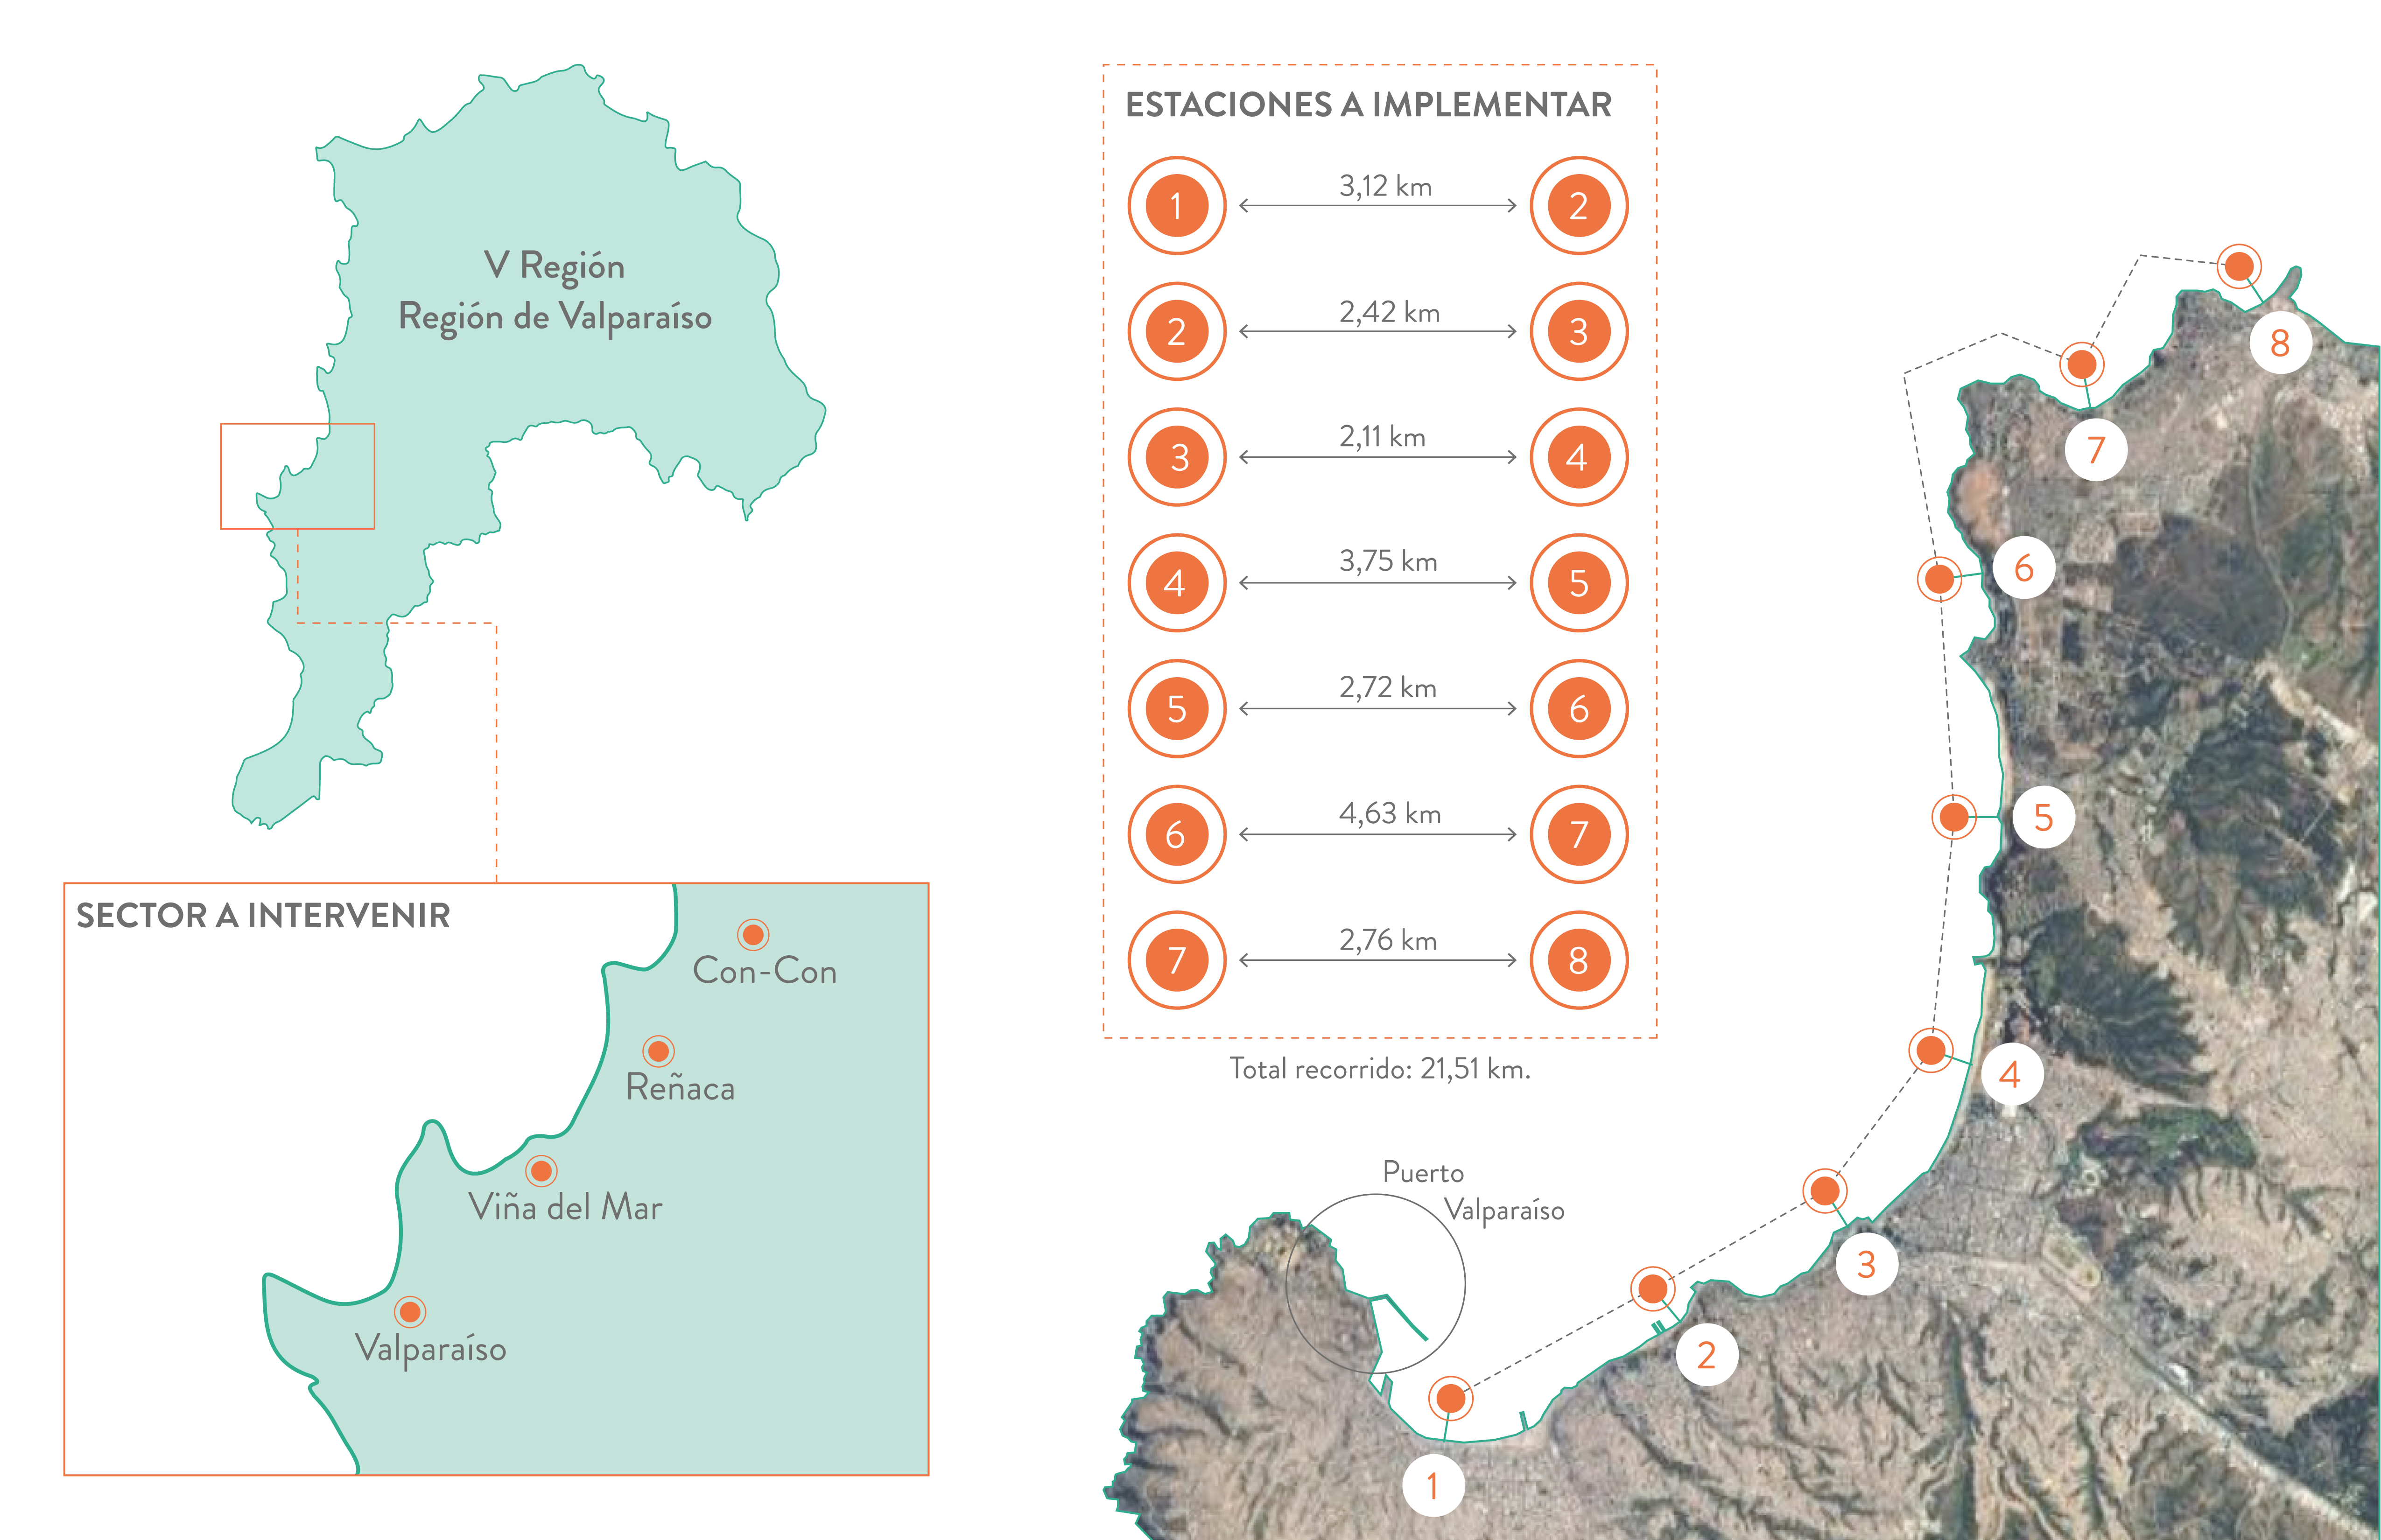 V Región
Región de Valparaíso
SECTOR A INTERVENIR
Con-Con
Reñaca
Viña del Mar
Valparaíso
ESTACIONES A IMPLEMENTAR
1 3,12 km 2
2 2,42 km 3
3 2,11 km 4
4 3,75 km 5
5 2,72 km 6
6 4,63 km 7
7 2,76 km 8
Total recorrido: 21,51 km.
Puerto
Valparaíso
8
7
6
5
4
3
2
1